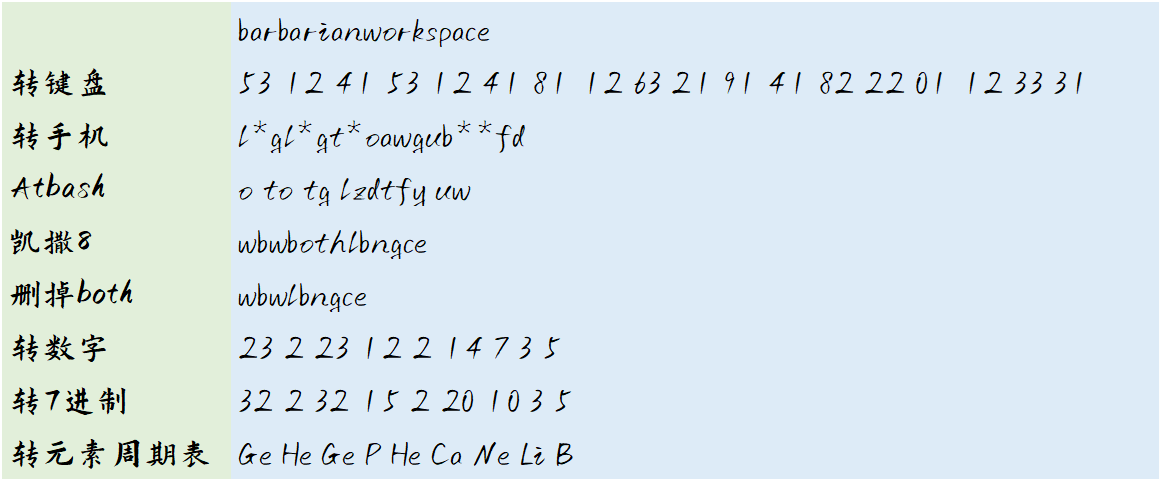 barbarianworkspace
转键盘 53 12 41 53 12 41 81 12 63 21 91 41 82 22 01 12 33 31
转手机 l*gl*gt*oawgub**fd
Atbash o to tg lzdtfy uw
凯撒8 wbwbothlbngce
删掉both wbwlbngce
转数字 23 2 23 12 2 14 7 3 5
转7进制 32 2 32 15 2 20 10 3 5
转元素周期表 Ge He Ge P He Ca Ne Li B